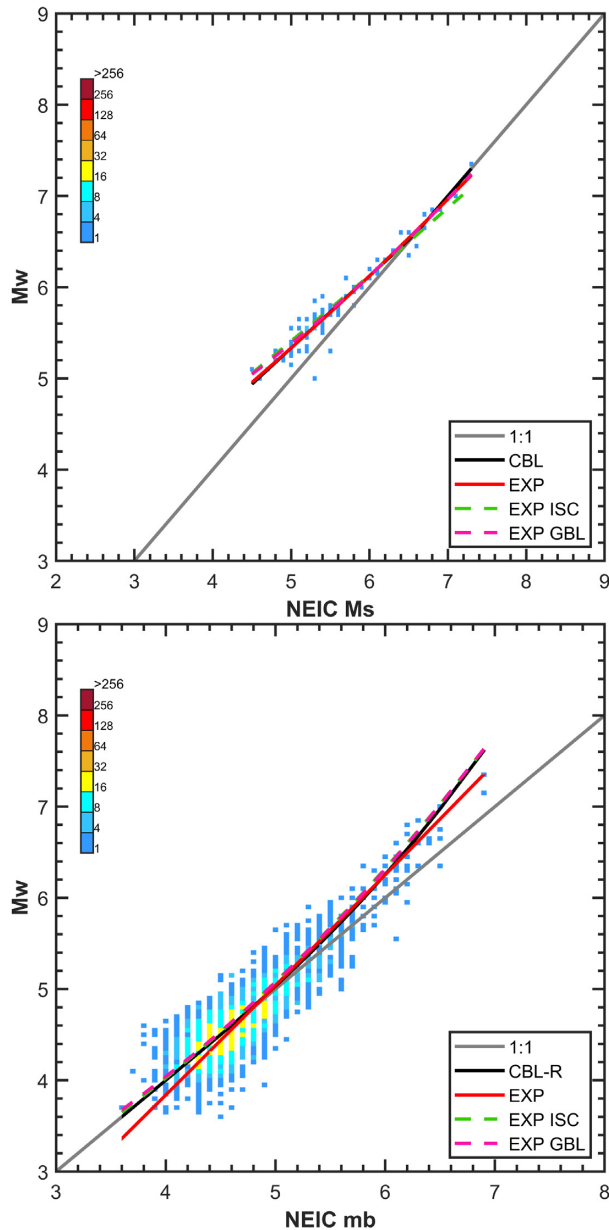 9
8
7
6
5
4
3
Mw
>256
256
128
64
32
16
8
4
1
1:1
CBL
EXP
EXP ISC
EXP GBL
2 3 4 5 6 7 8 9
NEIC Ms
9
8
7
6
5
4
3
Mw
>256
256
128
64
32
16
8
4
1
1:1
CBL-R
EXP
EXP ISC
EXP GBL
3 4 5 6 7 8
NEIC mb